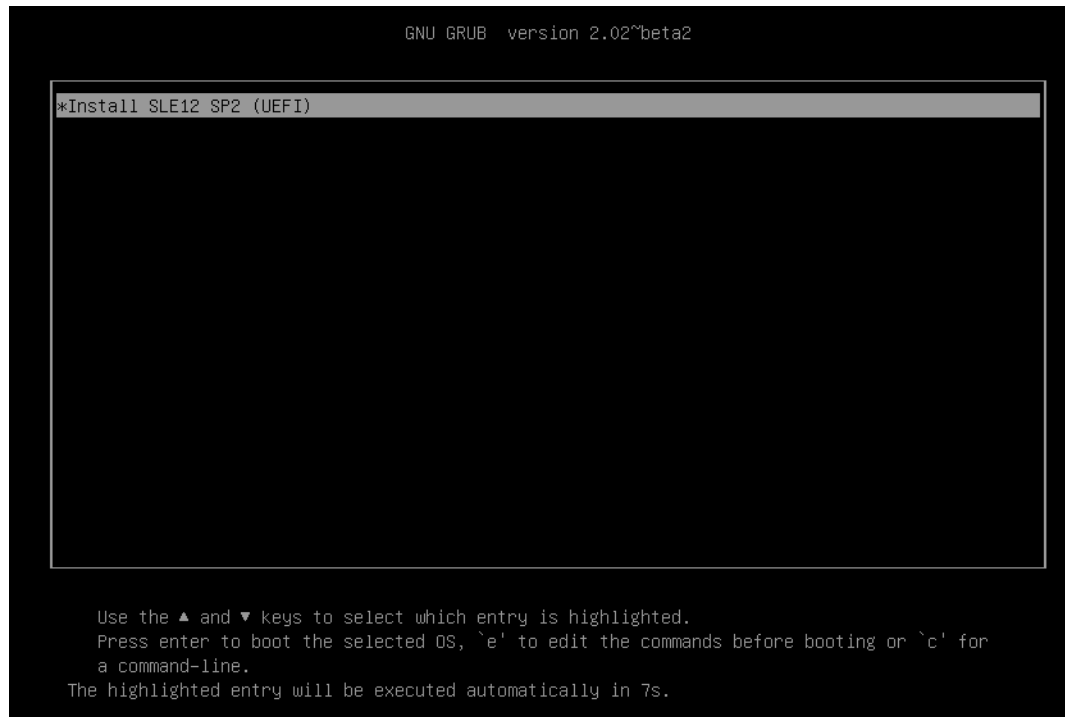 GNU GRUB  version 2.02~beta2
*Install SLE12 SP2 (UEFI)
Use the ▲ and ▼ keys to select which entry is highlighted.
Press enter to boot the selected OS, `e' to edit the commands before booting or `c' for
a command-line.
The highlighted entry will be executed automatically in 7s.